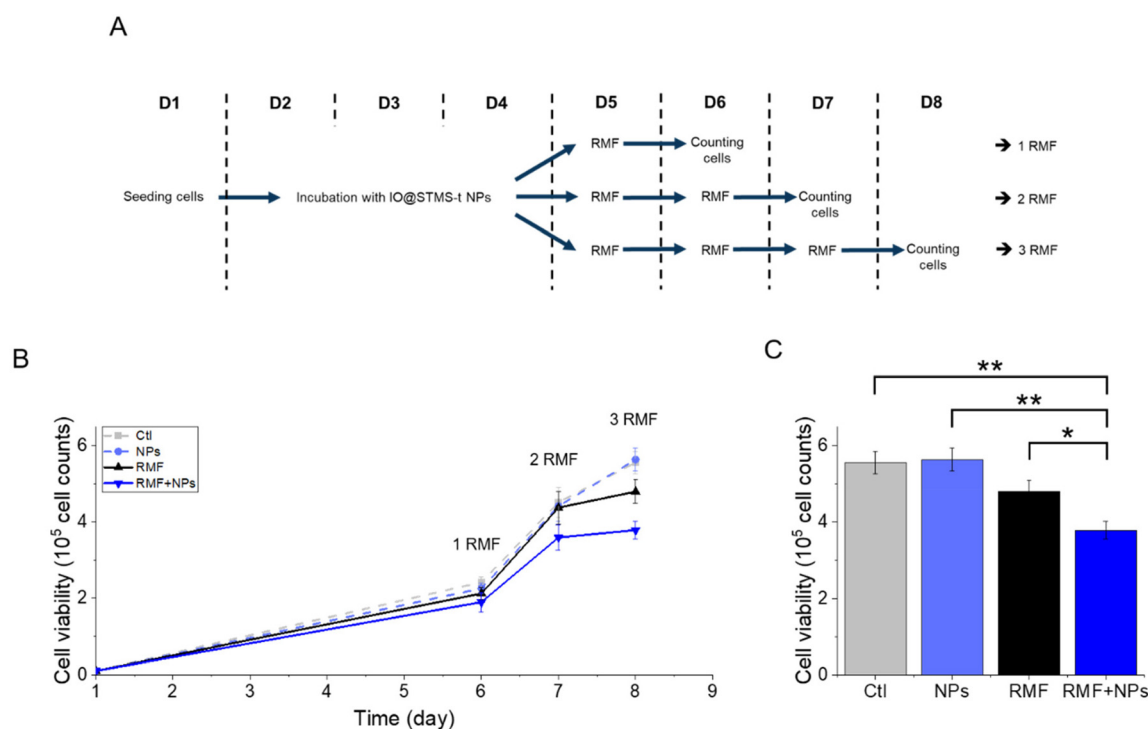 A
D1 D2 D3 D4 D5 D6 D7 D8
RMF Counting cells ➔ 1 RMF
Seeding cells Incubation with IO@STMS-t NPs RMF RMF Counting cells ➔ 2 RMF
RMF RMF RMF Counting cells ➔ 3 RMF
B
Cell viability (10⁵ cell counts)
6
4
2
0
Ctl
NPs
RMF
RMF+NPs
1 RMF
2 RMF
3 RMF
1 2 3 4 5 6 7 8 9
Time (day)
C
Cell viability (10⁵ cell counts)
6
4
2
0
**
**
*
Ctl NPs RMF RMF+NPs